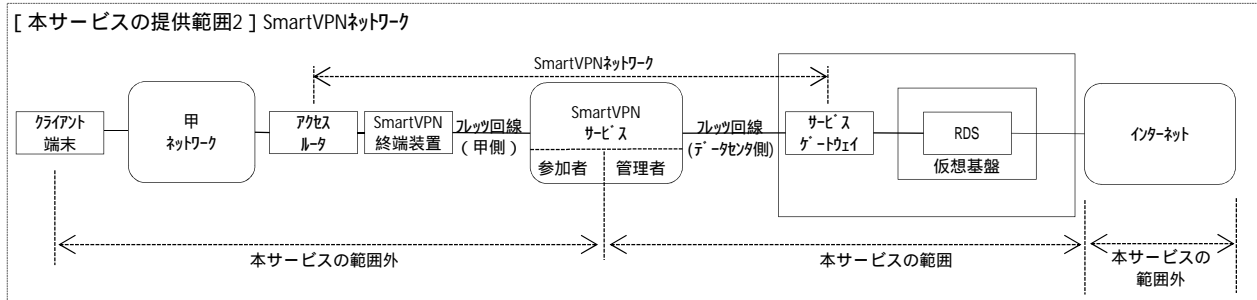 [ 本サービスの提供範囲2 ] SmartVPNﾈｯﾄﾜｰｸ
SmartVPNﾈｯﾄﾜｰｸ
ｸﾗｲｱﾝﾄ
端末
甲
ﾈｯﾄﾜｰｸ
ｱｸｾｽ
ﾙｰﾀ
SmartVPN
終端装置
ﾌﾚｯﾂ回線
( 甲側 )
SmartVPN
ｻｰﾋﾞｽ
参加者
管理者
ﾌﾚｯﾂ回線
(ﾃﾞｰﾀｾﾝﾀ側)
ｻｰﾋﾞｽ
ｹﾞｰﾄｳｪｲ
RDS
仮想基盤
ｲﾝﾀｰﾈｯﾄ
本サービスの範囲外
本サービスの範囲
本サービスの
範囲外